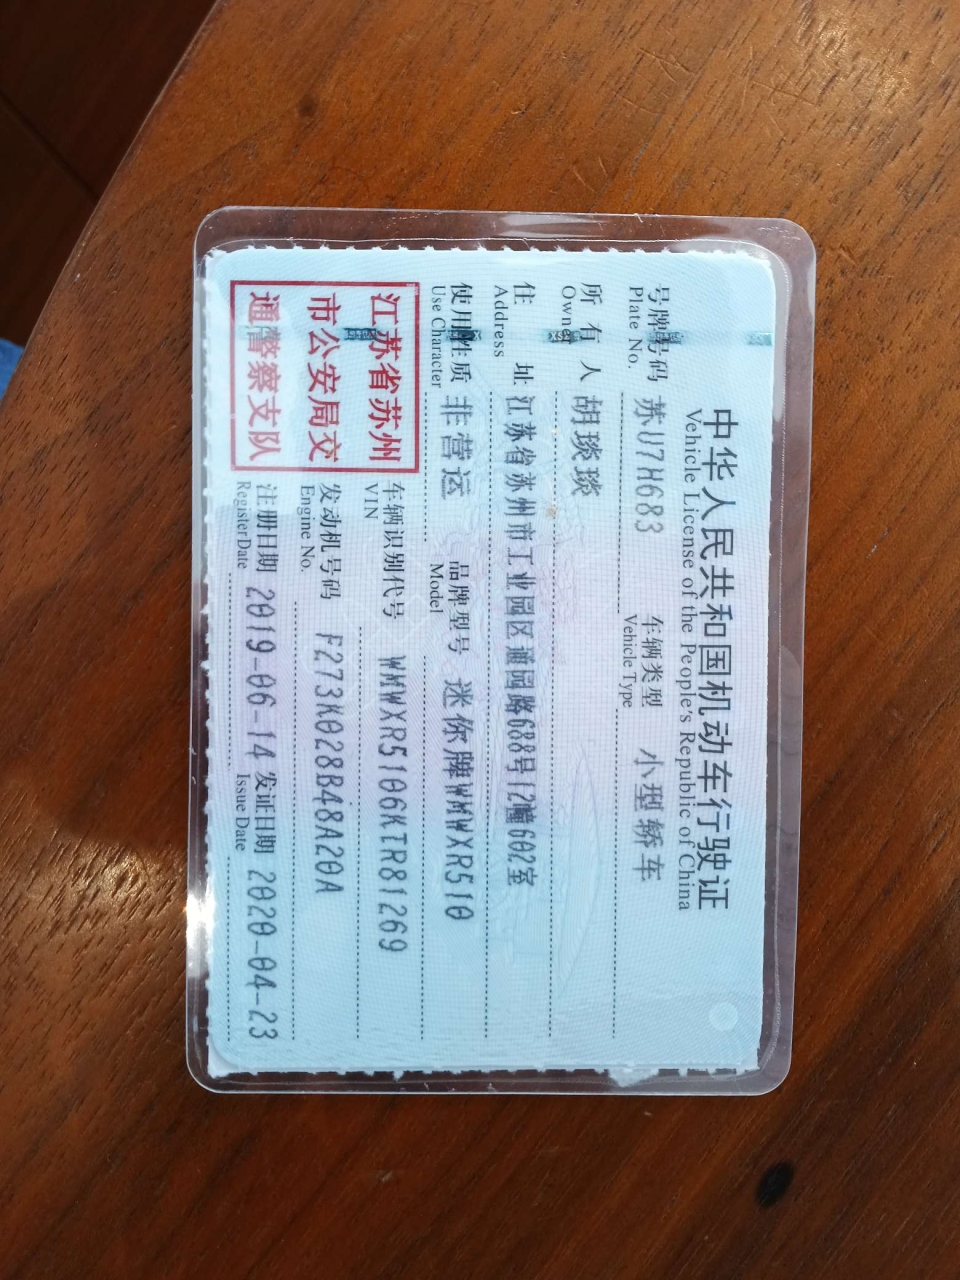 中华人民共和国机动车行驶证
Vehicle License of the People's Republic of China
号牌号码 苏U7H683 车辆类型 小型轿车
Plate No. Vehicle Type
所有人 胡琰琰
Owner
住址 江苏省苏州市工业园区通园路688号12幢602室
Address
使用性质 非营运 品牌型号 迷你牌WMWXR510
Use Character Model
江苏省苏州
市公安局交
通警察支队
车辆识别代号 WMWXR5106KTR81269
VIN
发动机号码 F273K028B48A20A
Engine No.
注册日期 2019-06-14 发证日期 2020-04-23
Register Date Issue Date